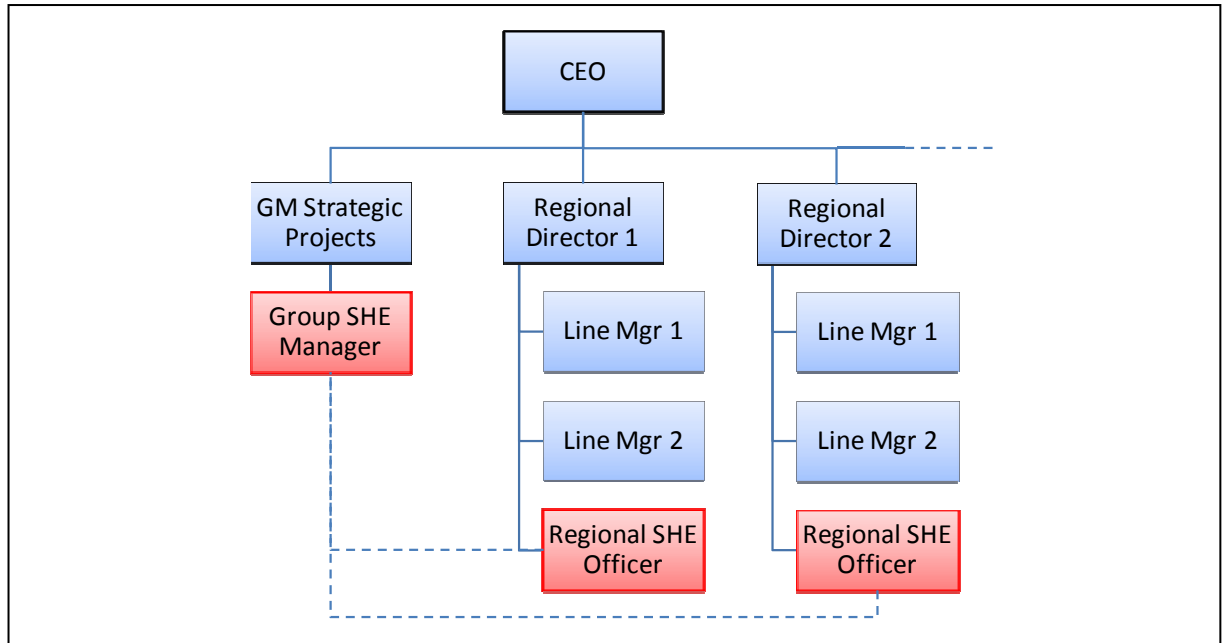 CEO
GM Strategic
Projects
Regional
Director 1
Regional
Director 2
Group SHE
Manager
Line Mgr 1
Line Mgr 1
Line Mgr 2
Line Mgr 2
Regional SHE
Officer
Regional SHE
Officer